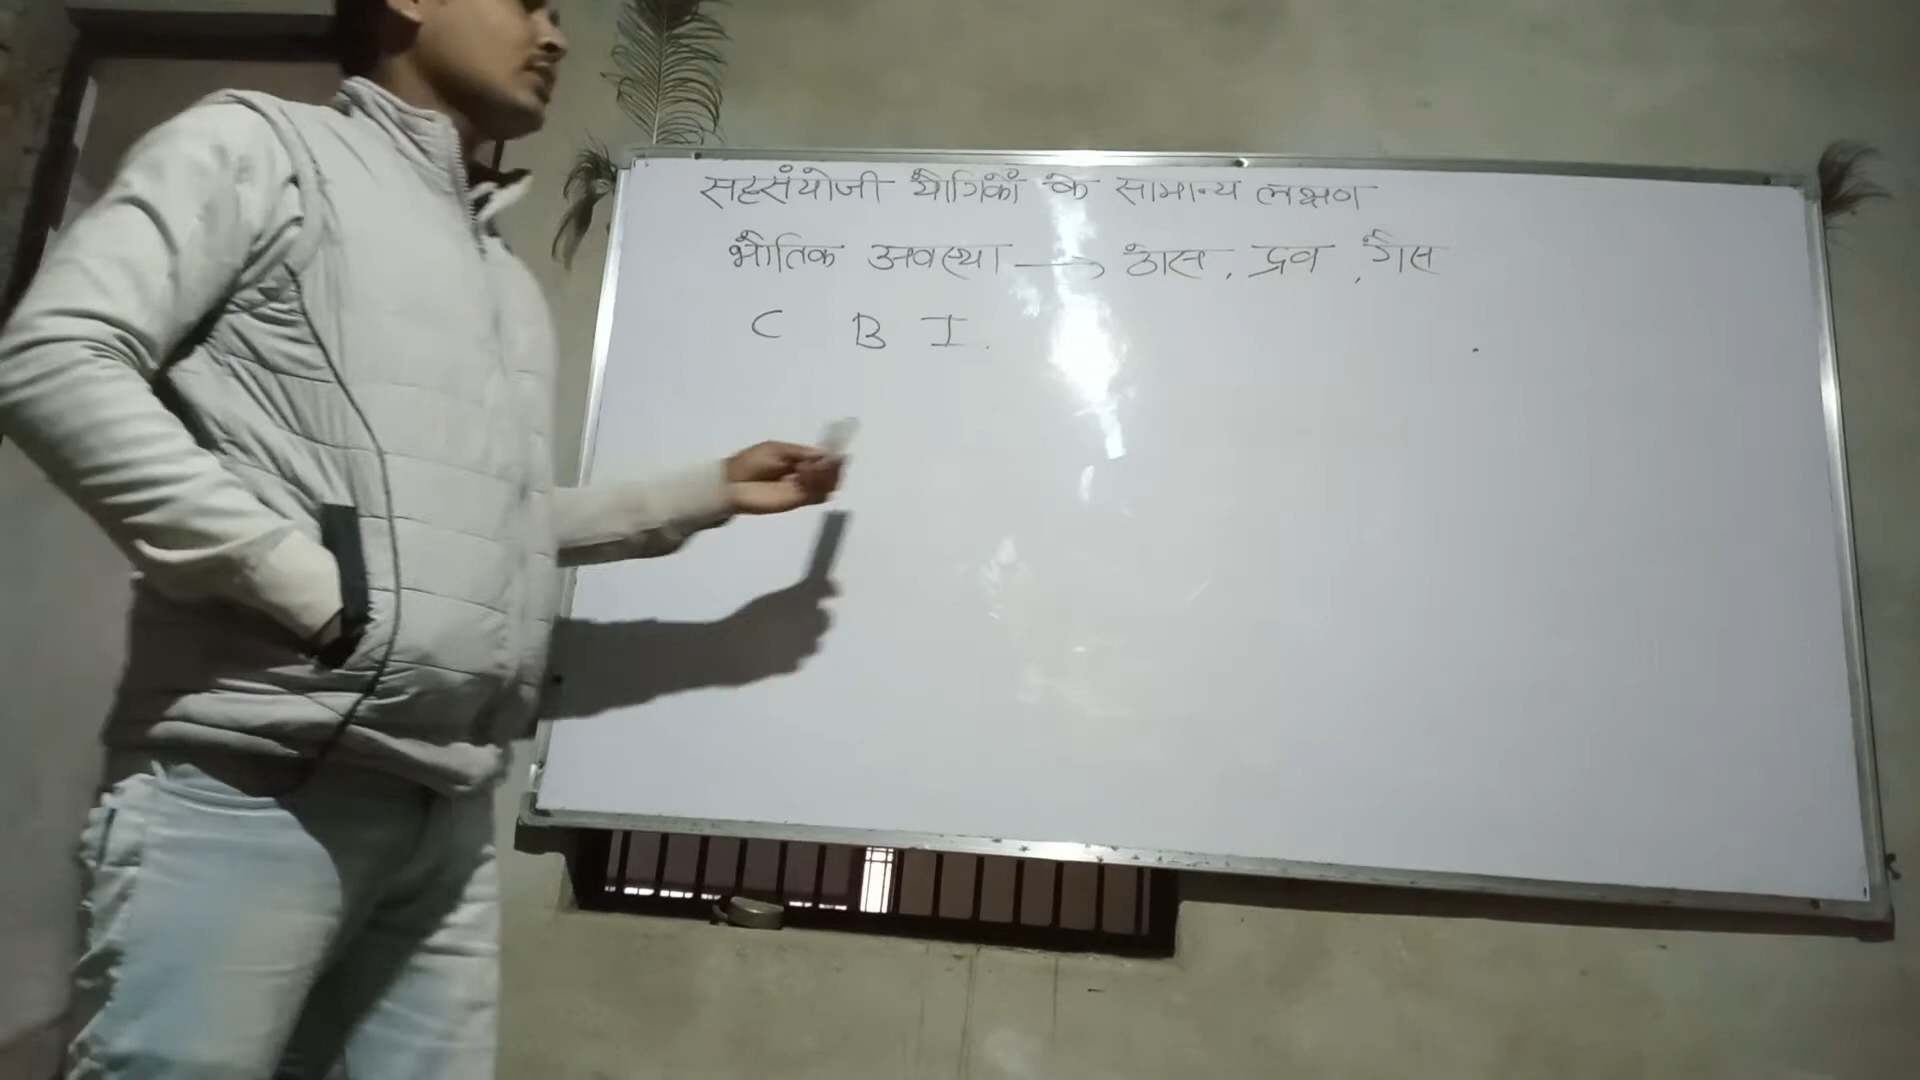 सहसंयोजी यौगिकों के सामान्य लक्षण
भौतिक अवस्था → ठोस, द्रव, गैस
C B I.